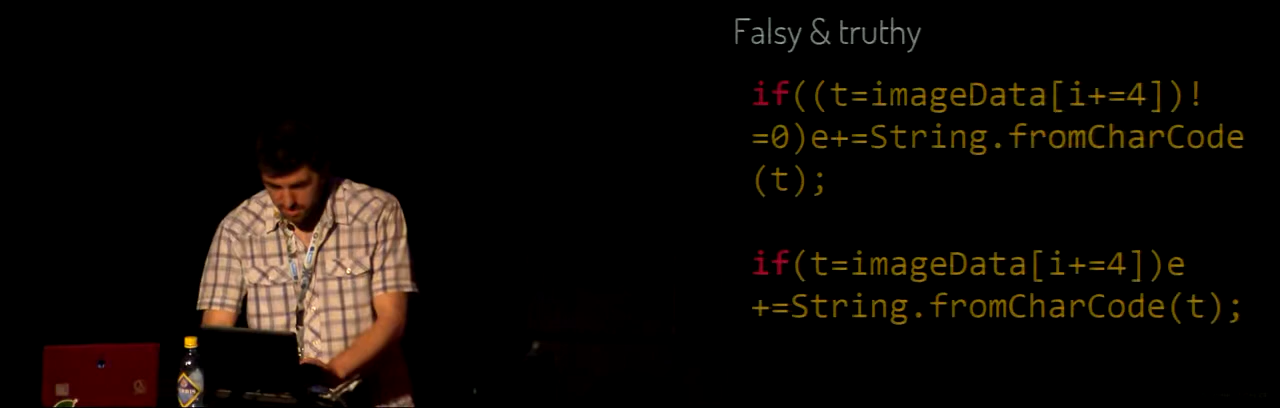 Falsy & truthy
if((t=imageData[i+=4])!
=0)e+=String.fromCharCode
(t);
if(t=imageData[i+=4])e
+=String.fromCharCode(t);